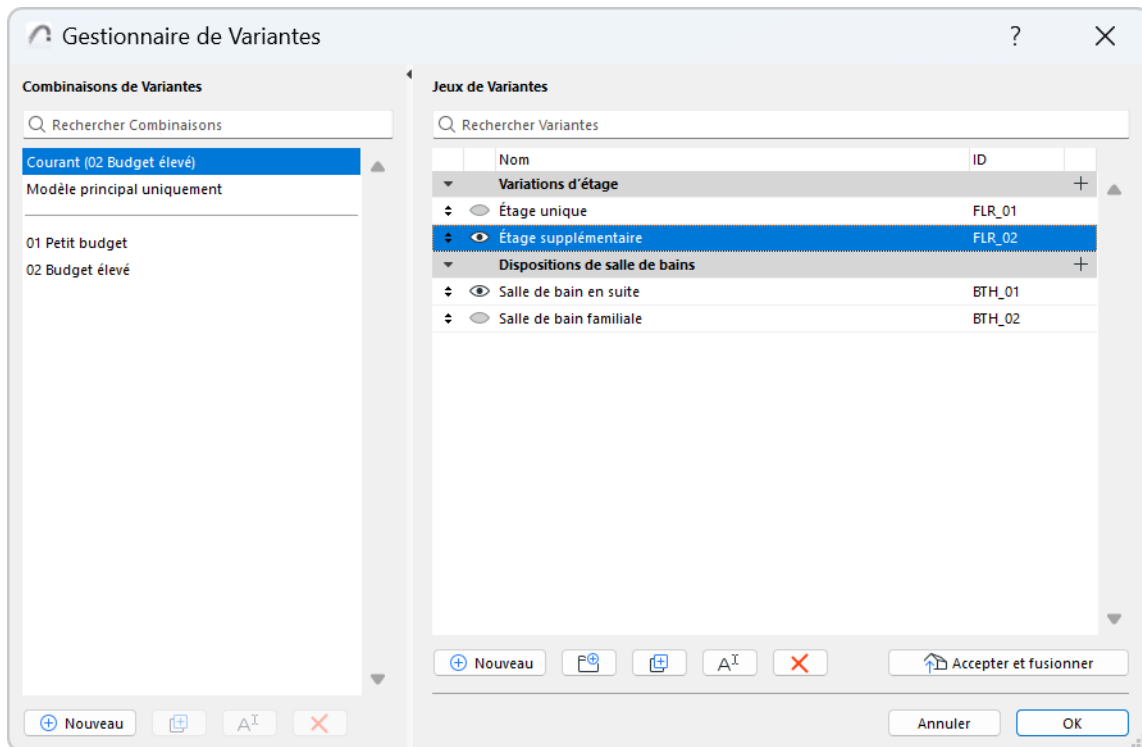 Gestionnaire de Variantes
?
Combinaisons de Variantes
Rechercher Combinaisons
Courant (02 Budget élevé)
Modèle principal uniquement
01 Petit budget
02 Budget élevé
Nouveau
Jeux de Variantes
Rechercher Variantes
Nom ID
Variations d’étage
Étage unique FLR_01
Étage supplémentaire FLR_02
Dispositions de salle de bains
Salle de bain en suite BTH_01
Salle de bain familiale BTH_02
Nouveau Accepter et fusionner
Annuler OK